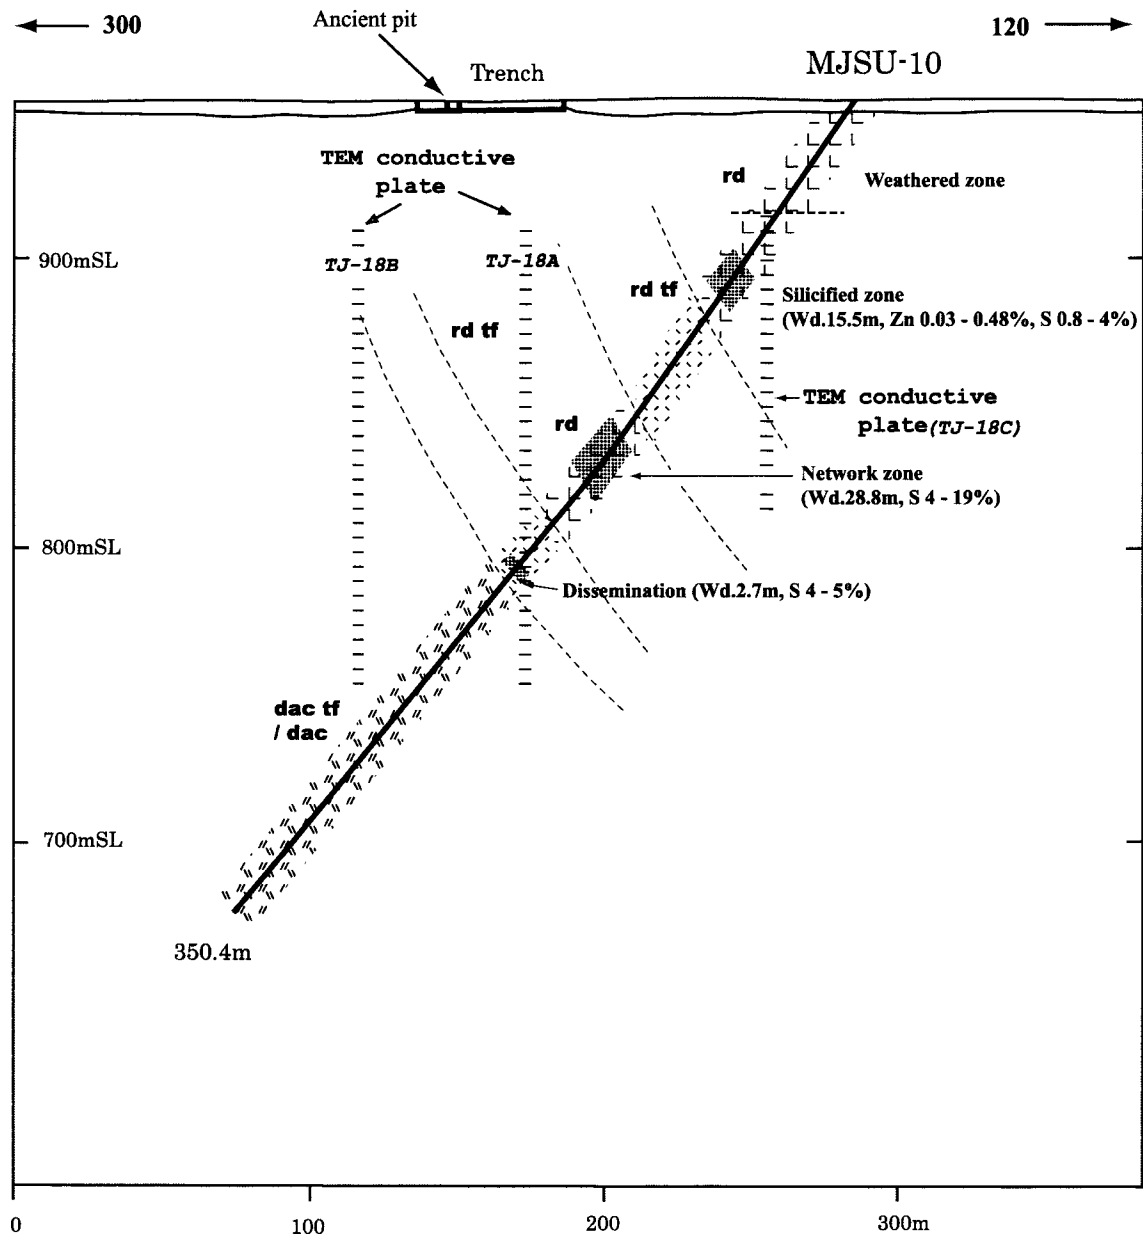 300
Ancient pit
120
Trench
MJSU-10
TEM conductive
plate
rd
Weathered zone
900mSL
TJ-18B
TJ-18A
rd tf
Silicified zone
(Wd.15.5m, Zn 0.03 - 0.48%, S 0.8 - 4%)
rd tf
TEM conductive
plate(TJ-18C)
rd
Network zone
(Wd.28.8m, S 4 - 19%)
800mSL
Dissemination (Wd.2.7m, S 4 - 5%)
dac tf
/ dac
700mSL
350.4m
0
100
200
300m